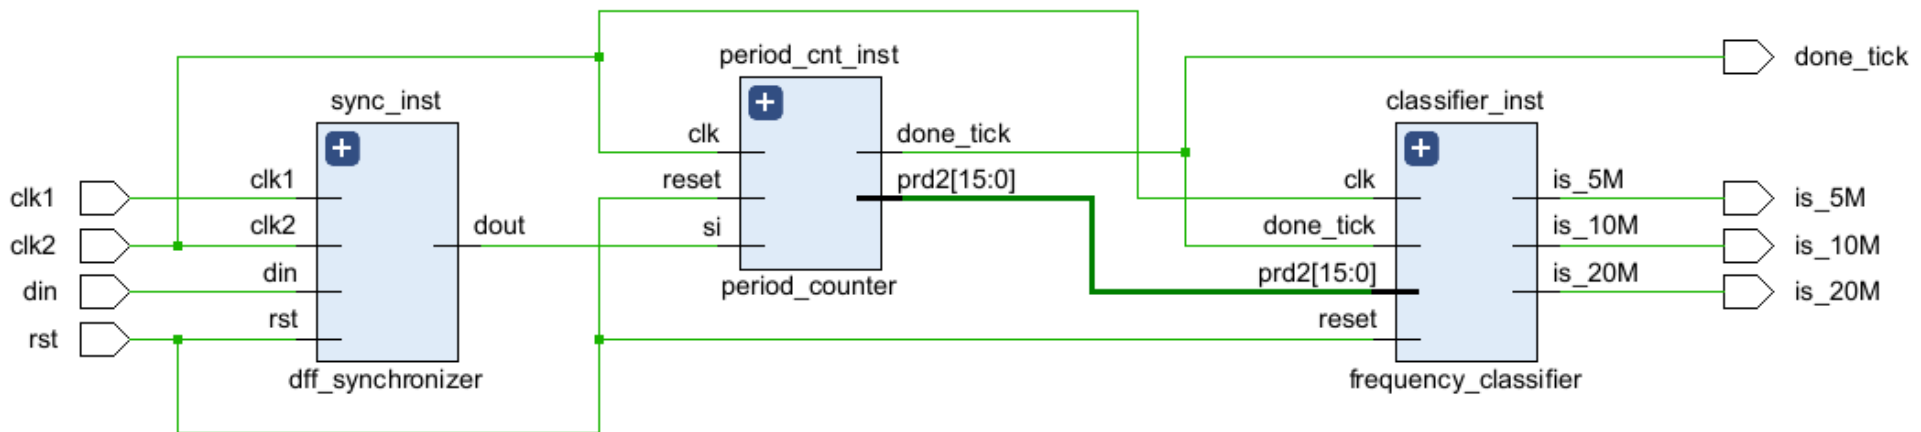 clk1
clk2
din
rst
sync_inst
clk1
clk2
din
rst
dout
dff_synchronizer
period_cnt_inst
clk
reset
si
done_tick
prd2[15:0]
period_counter
classifier_inst
clk
done_tick
prd2[15:0]
reset
is_5M
is_10M
is_20M
frequency_classifier
done_tick
is_5M
is_10M
is_20M